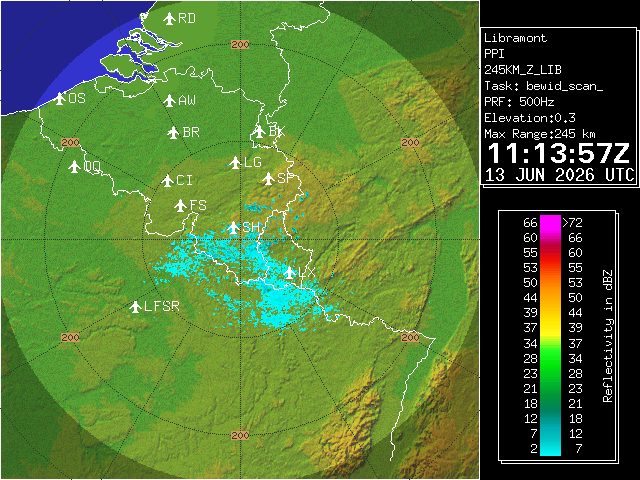 RD
200
OS
AW
BR
BK
200
200
QQ
LG
CI
SP
FS
SH
LX
LFSR
200
200
200
Libramont
PPI
245KM_Z_LIB
Task: bewid_scan_
PRF: 500Hz
Elevation:0.3
Max Range:245 km
11:13:57Z
13 JUN 2026 UTC
66 >72
60 66
55 60
53 55
50 53
44 50
39 44
37 39
34 37
28 34
23 28
21 23
18 21
12 18
7 12
2 7
Reflectivity in dBZ